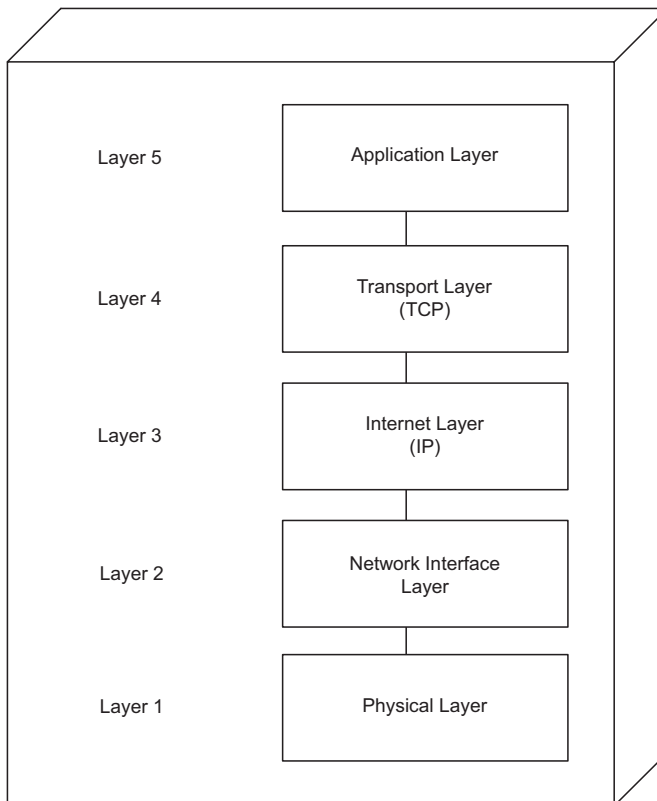 Layer 5
Application Layer
Layer 4
Transport Layer
(TCP)
Layer 3
Internet Layer
(IP)
Layer 2
Network Interface
Layer
Layer 1
Physical Layer